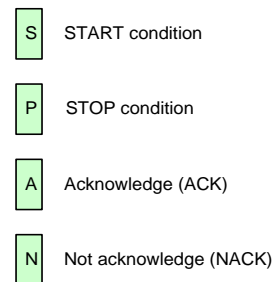 S START condition
P STOP condition
A Acknowledge (ACK)
N Not acknowledge (NACK)